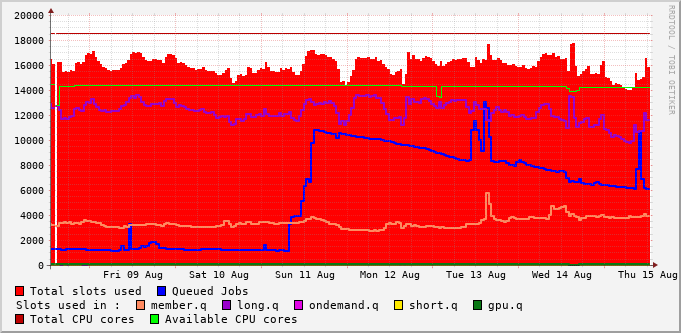 20000
18000
16000
14000
12000
10000
8000
6000
4000
2000
0
Fri 09 Aug Sat 10 Aug Sun 11 Aug Mon 12 Aug Tue 13 Aug Wed 14 Aug Thu 15 Aug
RRDTOOL / TOBI OETIKER
Total slots used Queued Jobs
Slots used in : member.q long.q ondemand.q short.q gpu.q
Total CPU cores Available CPU cores